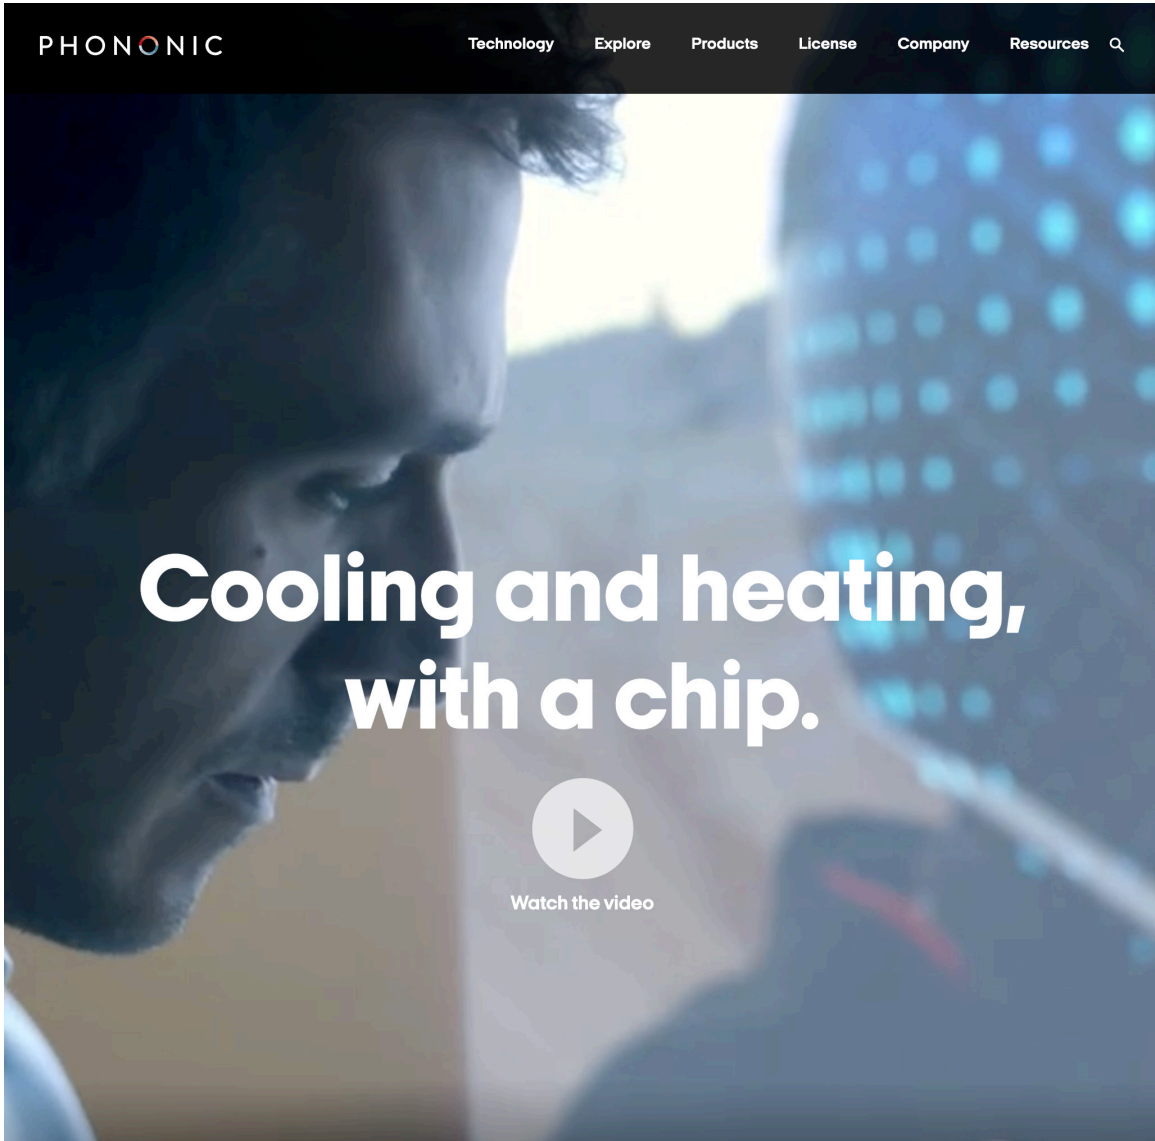 PHONONIC
Technology Explore Products License Company Resources
Cooling and heating,
with a chip.
Watch the video